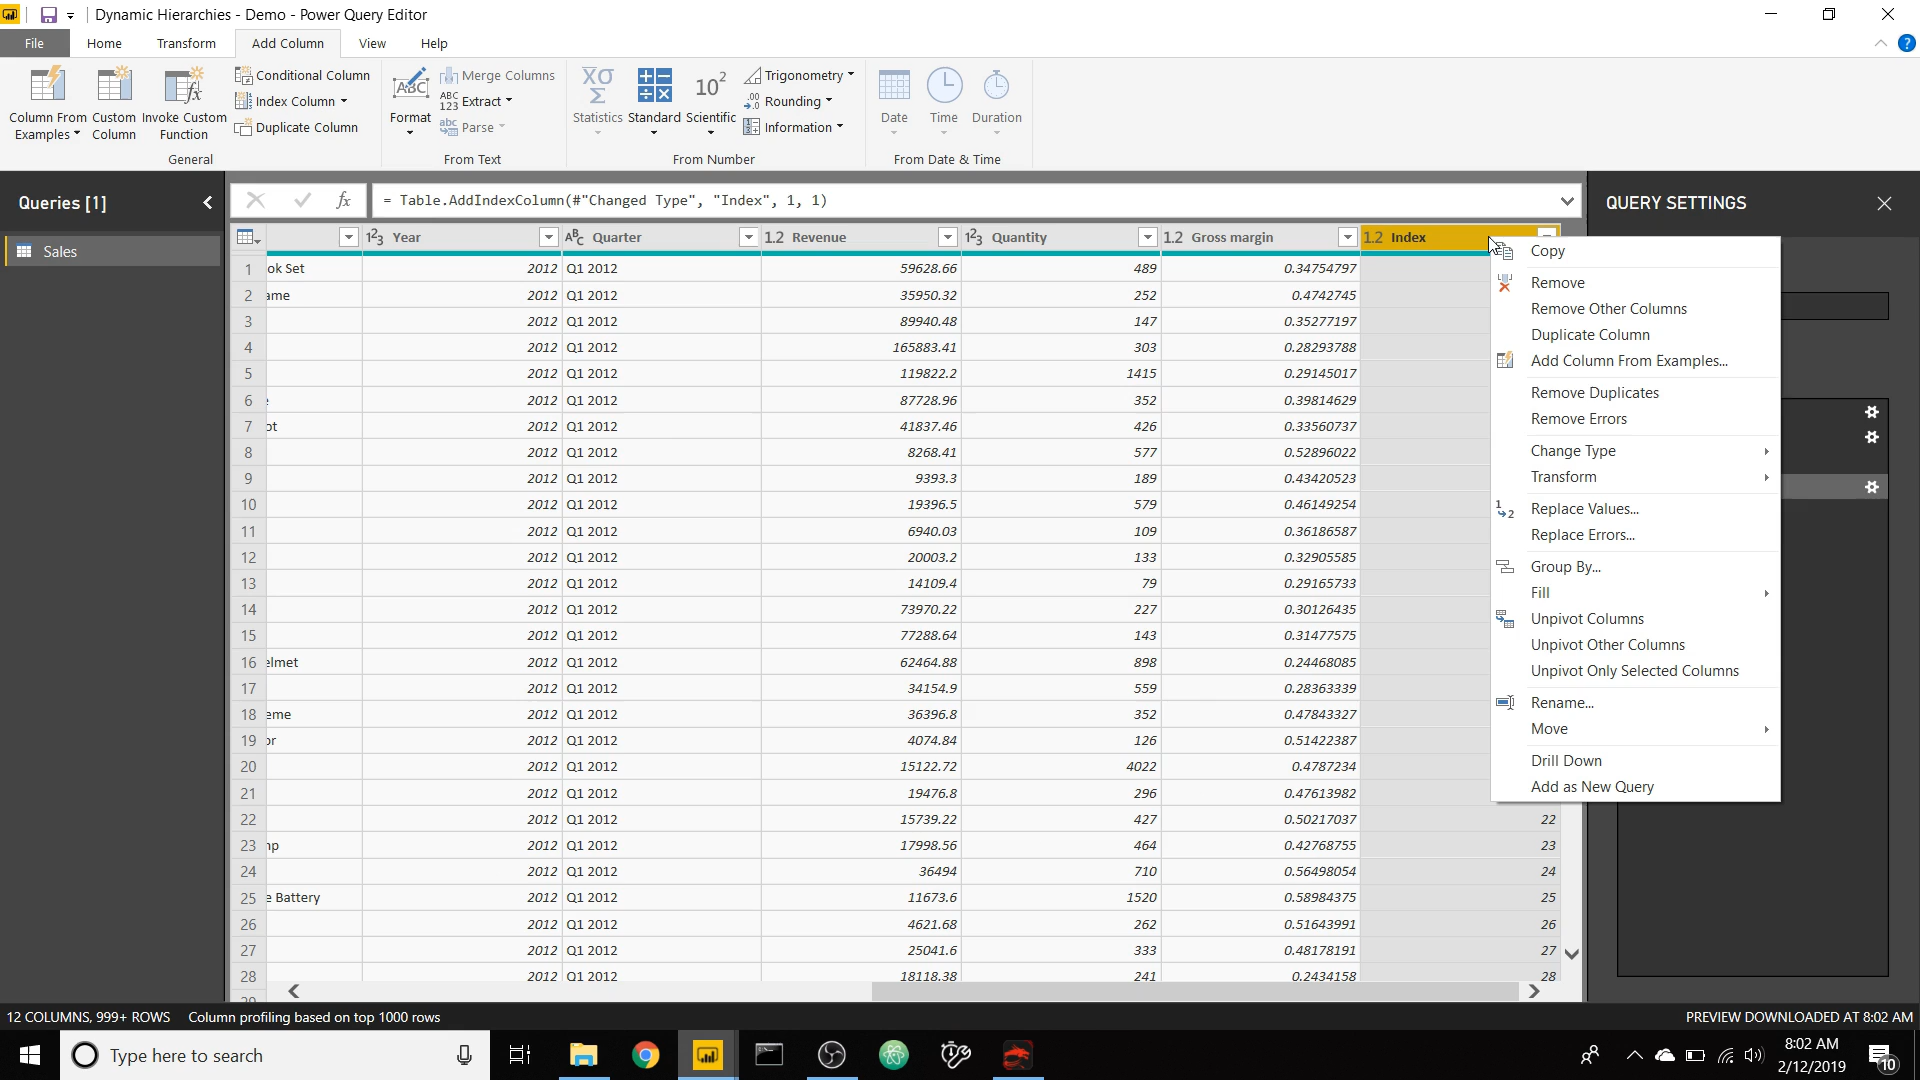 Dynamic Hierarchies - Demo - Power Query Editor
File Home Transform Add Column View Help
Column From Examples
Custom Column
Invoke Custom Function
Conditional Column
Index Column
Duplicate Column
General
Format
Merge Columns
ABC 123 Extract
abc Parse
From Text
Statistics
Standard
10² Scientific
Trigonometry
.00 Rounding
Information
From Number
Date
Time
Duration
From Date & Time
Queries [1]
Sales
fx = Table.AddIndexColumn(#"Changed Type", "Index", 1, 1)
QUERY SETTINGS
1²3 Year AᴮC Quarter 1.2 Revenue 1²3 Quantity 1.2 Gross margin 1.2 Index
1 ok Set 2012 Q1 2012 59628.66 489 0.34754797
2 ame 2012 Q1 2012 35950.32 252 0.4742745
3 2012 Q1 2012 89940.48 147 0.35277197
4 2012 Q1 2012 165883.41 303 0.28293788
5 2012 Q1 2012 119822.2 1415 0.29145017
6 2012 Q1 2012 87728.96 352 0.39814629
7 ot 2012 Q1 2012 41837.46 426 0.33560737
8 2012 Q1 2012 8268.41 577 0.52896022
9 2012 Q1 2012 9393.3 189 0.43420523
10 2012 Q1 2012 19396.5 579 0.46149254
11 2012 Q1 2012 6940.03 109 0.36186587
12 2012 Q1 2012 20003.2 133 0.32905585
13 2012 Q1 2012 14109.4 79 0.29165733
14 2012 Q1 2012 73970.22 227 0.30126435
15 2012 Q1 2012 77288.64 143 0.31477575
16 elmet 2012 Q1 2012 62464.88 898 0.24468085
17 2012 Q1 2012 34154.9 559 0.28363339
18 eme 2012 Q1 2012 36396.8 352 0.47843327
19 or 2012 Q1 2012 4074.84 126 0.51422387
20 2012 Q1 2012 15122.72 4022 0.4787234
21 2012 Q1 2012 19476.8 296 0.47613982
22 2012 Q1 2012 15739.22 427 0.50217037 22
23 np 2012 Q1 2012 17998.56 464 0.42768755 23
24 2012 Q1 2012 36494 710 0.56498054 24
25 e Battery 2012 Q1 2012 11673.6 1520 0.58984375 25
26 2012 Q1 2012 4621.68 262 0.51643991 26
27 2012 Q1 2012 25041.6 333 0.48178191 27
28 2012 Q1 2012 18118.38 241 0.2434158 28
29
Copy
Remove
Remove Other Columns
Duplicate Column
Add Column From Examples...
Remove Duplicates
Remove Errors
Change Type
Transform
Replace Values...
Replace Errors...
Group By...
Fill
Unpivot Columns
Unpivot Other Columns
Unpivot Only Selected Columns
Rename...
Move
Drill Down
Add as New Query
12 COLUMNS, 999+ ROWS Column profiling based on top 1000 rows PREVIEW DOWNLOADED AT 8:02 AM
Type here to search
8:02 AM
2/12/2019
10